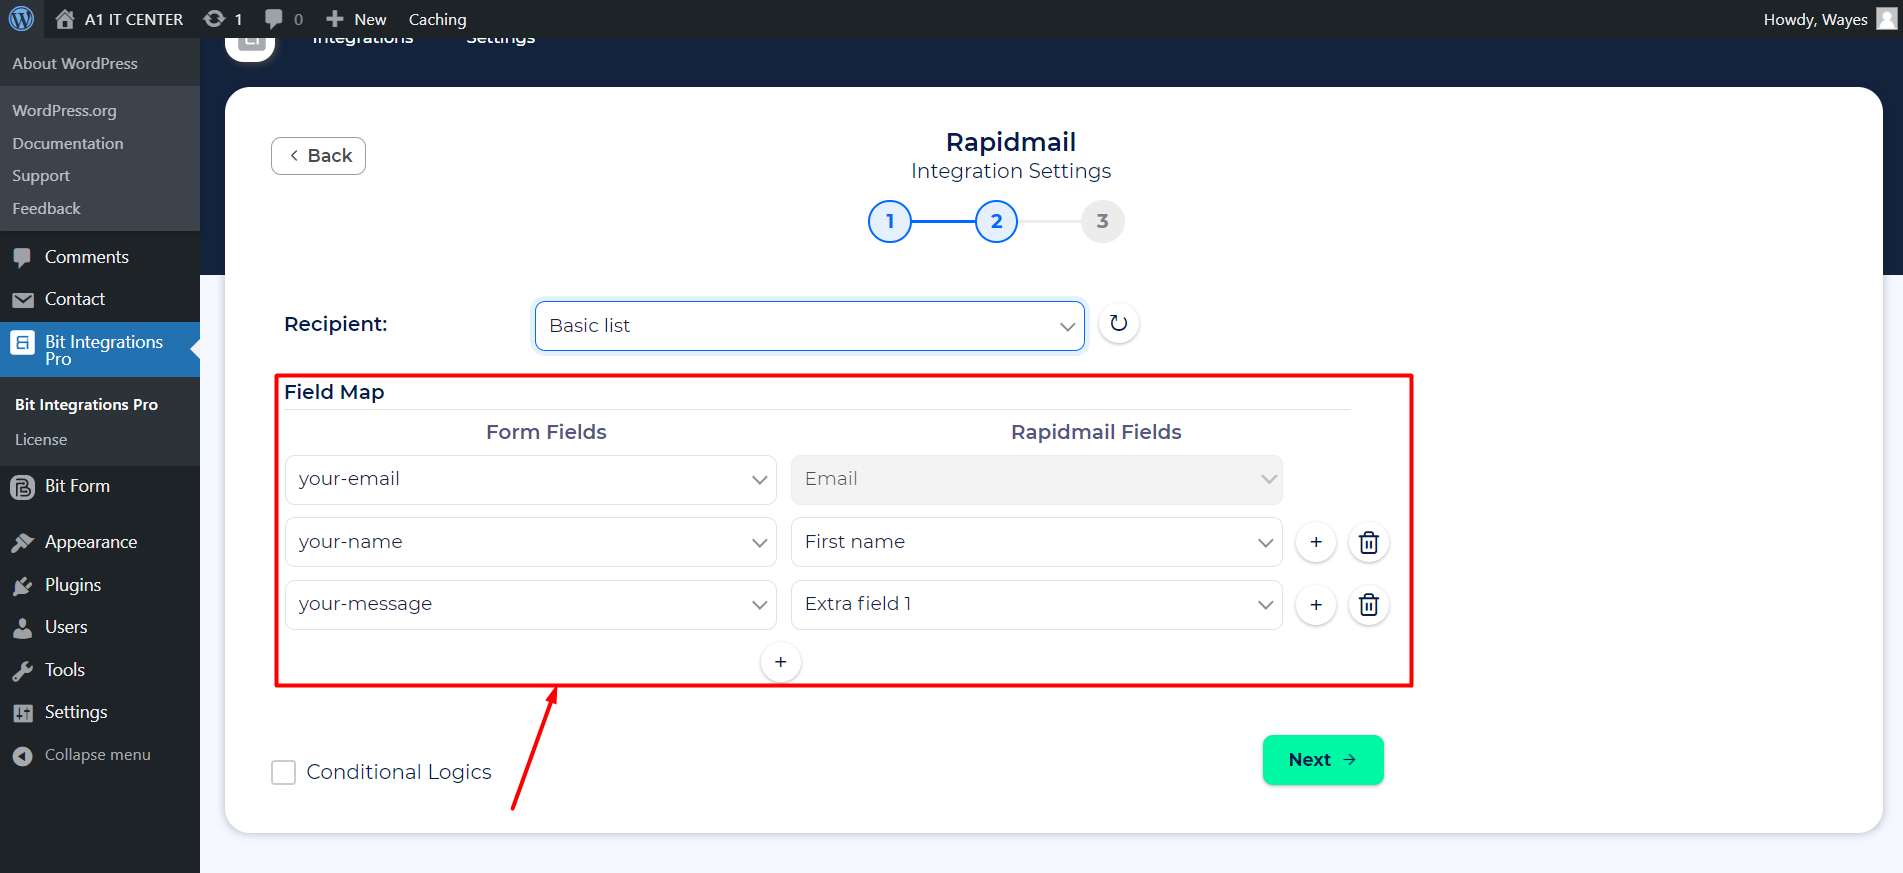 A1 IT CENTER 1 0 New Caching Howdy, Wayes
Integrations Settings
About WordPress
WordPress.org
Documentation
Support
Feedback
Comments
Contact
Bit Integrations
Pro
Bit Integrations Pro
License
Bit Form
Appearance
Plugins
Users
Tools
Settings
Collapse menu
Back
Rapidmail
Integration Settings
1 2 3
Recipient: Basic list
Field Map
Form Fields Rapidmail Fields
your-email Email
your-name First name +
your-message Extra field 1 +
+
Conditional Logics
Next →